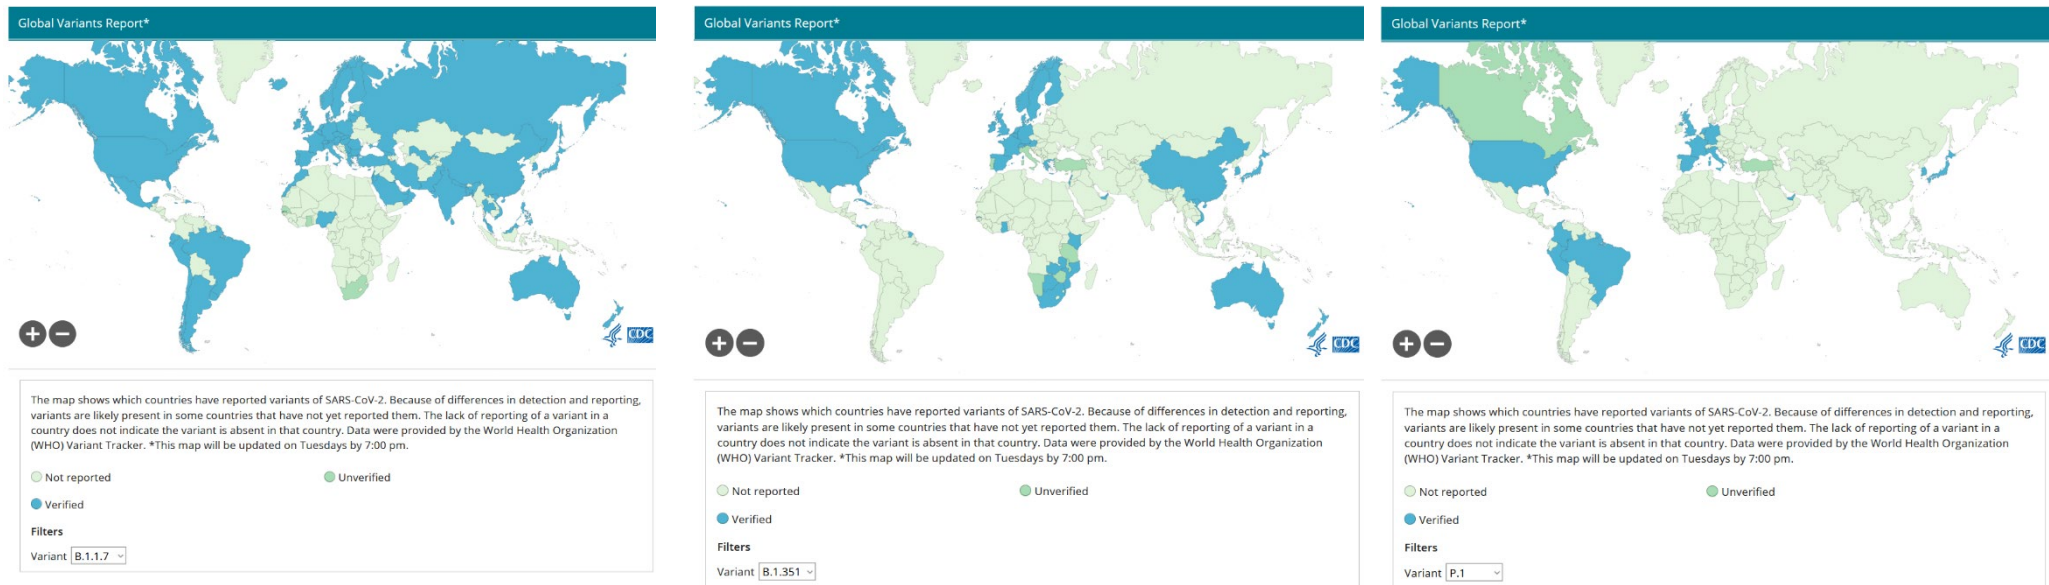 Global Variants Report*
CDC
The map shows which countries have reported variants of SARS-CoV-2. Because of differences in detection and reporting,
variants are likely present in some countries that have not yet reported them. The lack of reporting of a variant in a
country does not indicate the variant is absent in that country. Data were provided by the World Health Organization
(WHO) Variant Tracker. *This map will be updated on Tuesdays by 7:00 pm.
Not reported
Unverified
Verified
Filters
Variant B.1.1.7
Global Variants Report*
CDC
The map shows which countries have reported variants of SARS-CoV-2. Because of differences in detection and reporting,
variants are likely present in some countries that have not yet reported them. The lack of reporting of a variant in a
country does not indicate the variant is absent in that country. Data were provided by the World Health Organization
(WHO) Variant Tracker. *This map will be updated on Tuesdays by 7:00 pm.
Not reported
Unverified
Verified
Filters
Variant B.1.351
Global Variants Report*
CDC
The map shows which countries have reported variants of SARS-CoV-2. Because of differences in detection and reporting,
variants are likely present in some countries that have not yet reported them. The lack of reporting of a variant in a
country does not indicate the variant is absent in that country. Data were provided by the World Health Organization
(WHO) Variant Tracker. *This map will be updated on Tuesdays by 7:00 pm.
Not reported
Unverified
Verified
Filters
Variant P.1